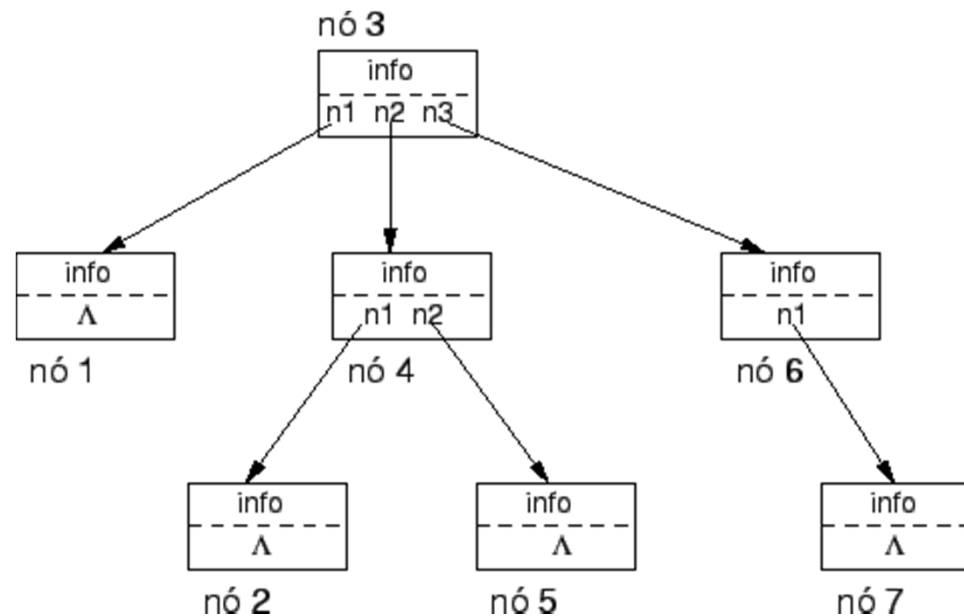 nó 3
info
n1 n2 n3
info
Λ
nó 1
info
n1 n2
nó 4
info
n1
nó 6
info
Λ
nó 2
info
Λ
nó 5
info
Λ
nó 7